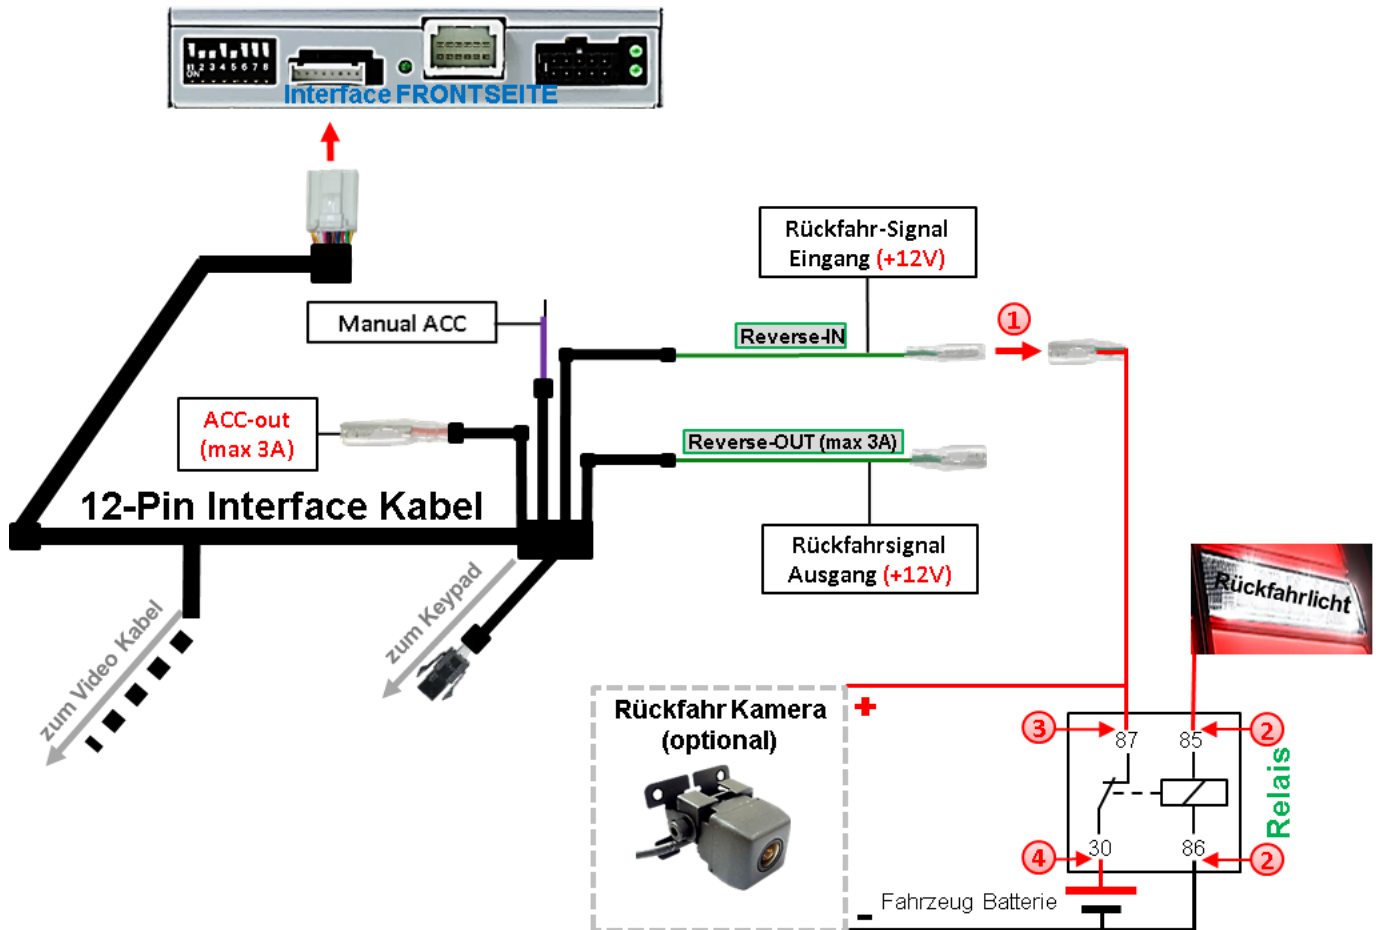 1 2 3 4 5 6 7 8
ON
Interface FRONTSEITE
Rückfahr-Signal
Eingang (+12V)
Manual ACC
Reverse-IN
1
ACC-out
(max 3A)
Reverse-OUT (max 3A)
12-Pin Interface Kabel
Rückfahrsignal
Ausgang (+12V)
zum Keypad
zum Video Kabel
Rückfahrlicht
Rückfahr Kamera
(optional)
+
3
87
85
2
Relais
4
30
86
2
-
Fahrzeug Batterie